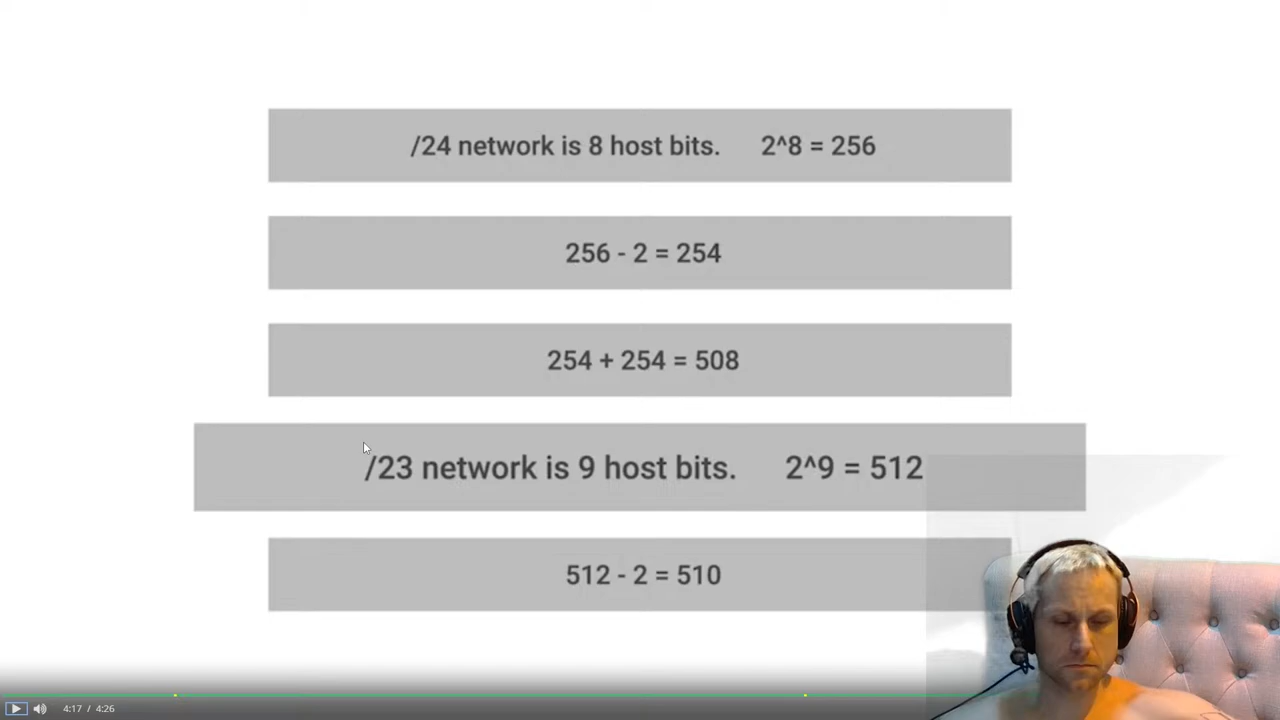 /24 network is 8 host bits. 2^8 = 256
256 - 2 = 254
254 + 254 = 508
/23 network is 9 host bits. 2^9 = 512
512 - 2 = 510
4:17 / 4:26